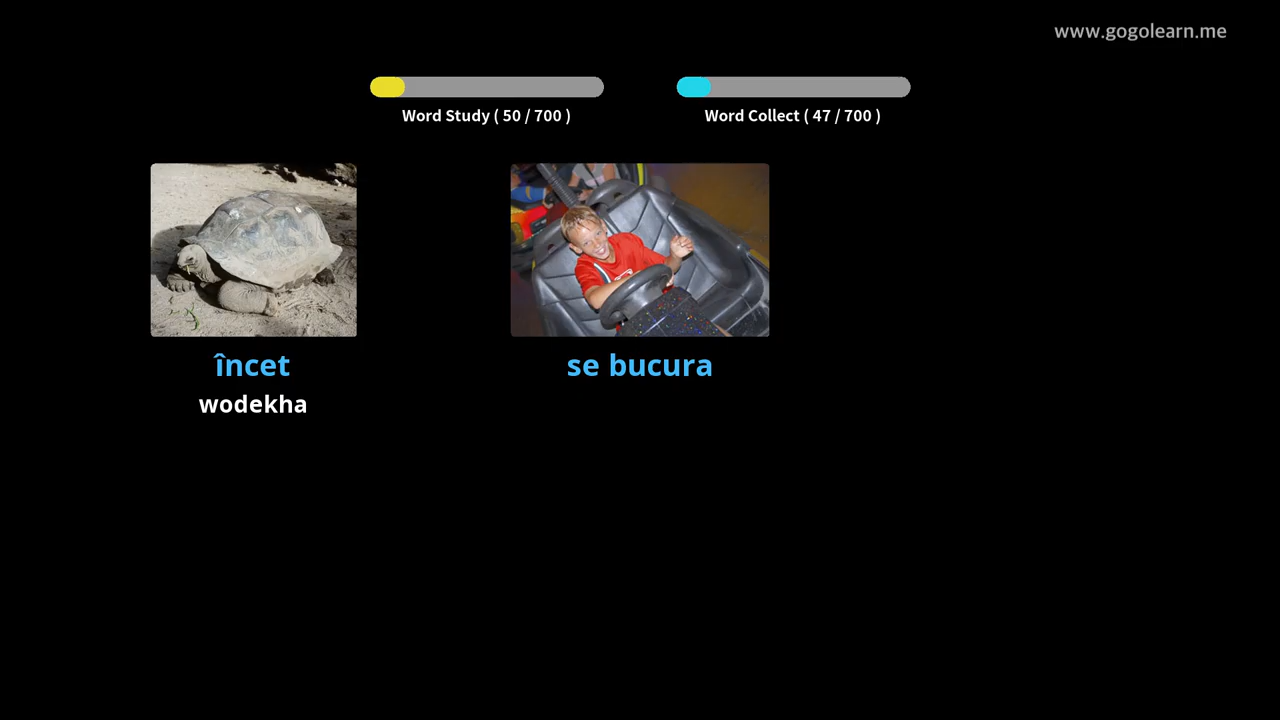 www.gogolearn.me
Word Study ( 50 / 700 )
Word Collect ( 47 / 700 )
încet
wodekha
se bucura